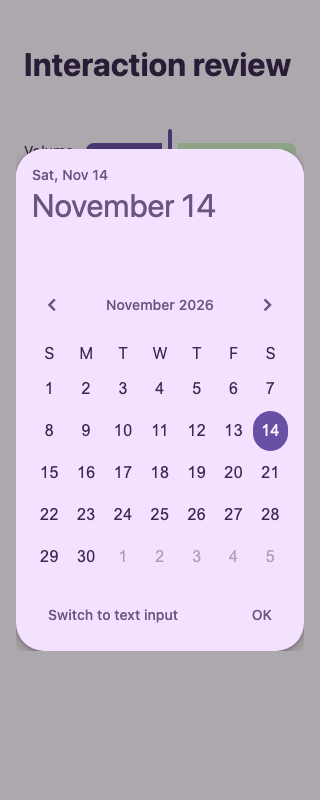 Interaction review
Volume
Sat, Nov 14
November 14
November 2026
S M T W T F S
1 2 3 4 5 6 7
8 9 10 11 12 13 14
15 16 17 18 19 20 21
22 23 24 25 26 27 28
29 30 1 2 3 4 5
Switch to text input OK